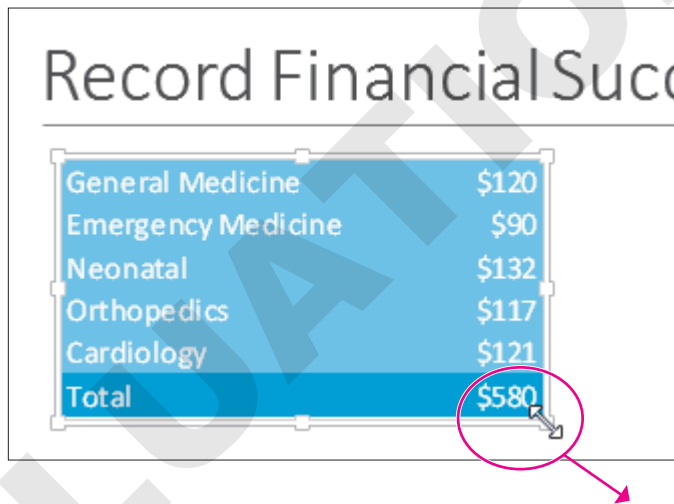 Record Financial Succ
General Medicine $120
Emergency Medicine $90
Neonatal $132
Orthopedics $117
Cardiology $121
Total $580